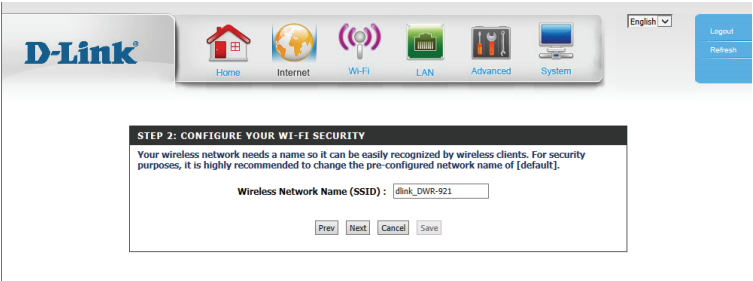 D-Link
Home
Internet
Wi-Fi
LAN
Advanced
System
English
Logout
Refresh
STEP 2: CONFIGURE YOUR WI-FI SECURITY
Your wireless network needs a name so it can be easily recognized by wireless clients. For security
purposes, it is highly recommended to change the pre-configured network name of [default].
Wireless Network Name (SSID) : dlink_DWR-921
Prev Next Cancel Save